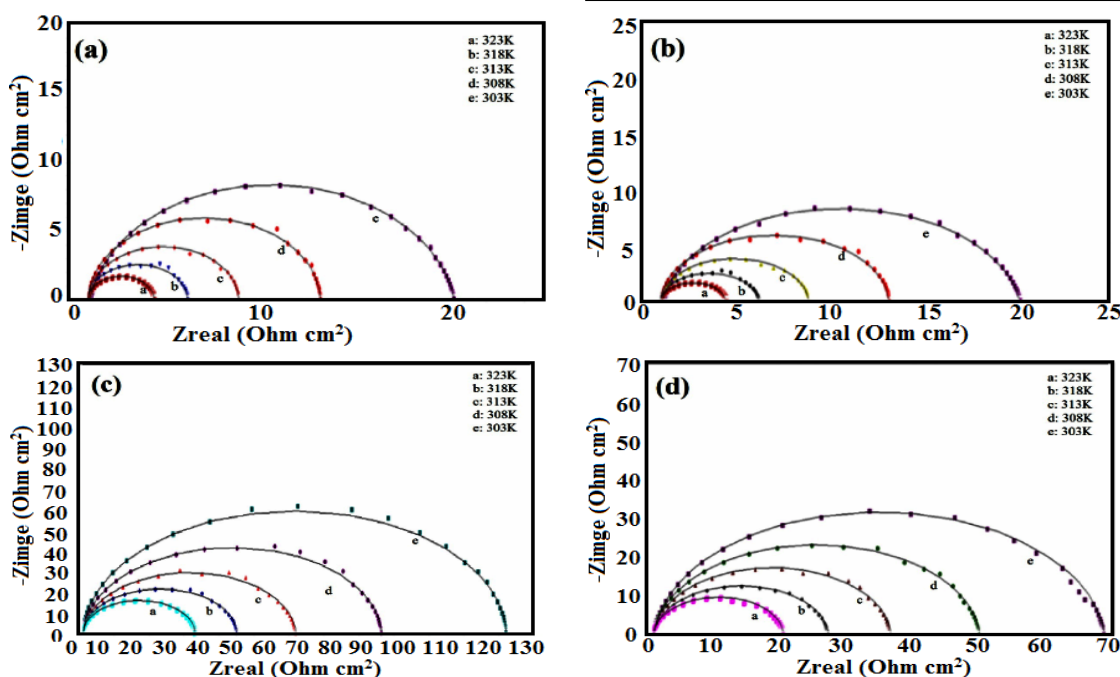 (a)
a: 323K
b: 318K
c: 313K
d: 308K
e: 303K
20
15
10
5
0
-Zimge (Ohm cm²)
a
b
c
d
c
0 10 20
Zreal (Ohm cm²)
(b)
a: 323K
b: 318K
c: 313K
d: 308K
e: 303K
25
20
15
10
5
0
-Zimge (Ohm cm²)
a
b
c
d
e
0 5 10 15 20 25
Zreal (Ohm cm²)
(c)
a: 323K
b: 318K
c: 313K
d: 308K
e: 303K
130
120
110
100
90
80
70
60
50
40
30
20
10
0
-Zimge (Ohm cm²)
a
b
c
d
e
0 10 20 30 40 50 60 70 80 90 100 110 120 130
Zreal (Ohm cm²)
(d)
a: 323K
b: 318K
c: 313K
d: 308K
e: 303K
70
60
50
40
30
20
10
0
-Zimge (Ohm cm²)
a
b
c
d
e
0 10 20 30 40 50 60 70
Zreal (Ohm cm²)